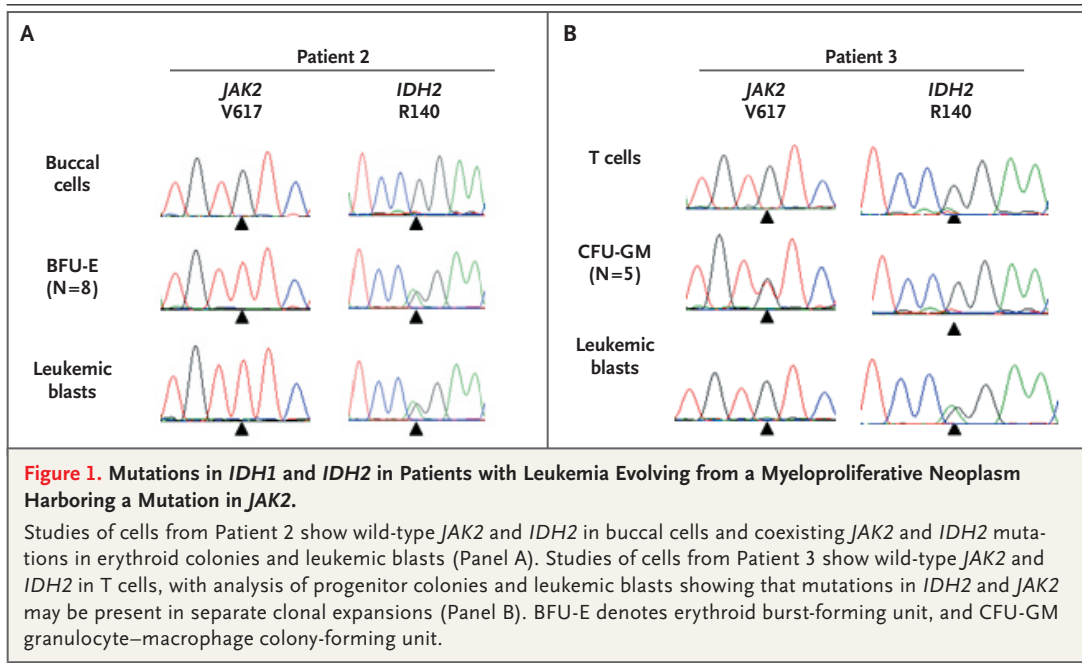 A
Patient 2
JAK2
V617
IDH2
R140
Buccal
cells
BFU-E
(N=8)
Leukemic
blasts
B
Patient 3
JAK2
V617
IDH2
R140
T cells
CFU-GM
(N=5)
Leukemic
blasts
Figure 1. Mutations in IDH1 and IDH2 in Patients with Leukemia Evolving from a Myeloproliferative Neoplasm
Harboring a Mutation in JAK2.
Studies of cells from Patient 2 show wild-type JAK2 and IDH2 in buccal cells and coexisting JAK2 and IDH2 muta-
tions in erythroid colonies and leukemic blasts (Panel A). Studies of cells from Patient 3 show wild-type JAK2 and
IDH2 in T cells, with analysis of progenitor colonies and leukemic blasts showing that mutations in IDH2 and JAK2
may be present in separate clonal expansions (Panel B). BFU-E denotes erythroid burst-forming unit, and CFU-GM
granulocyte–macrophage colony-forming unit.